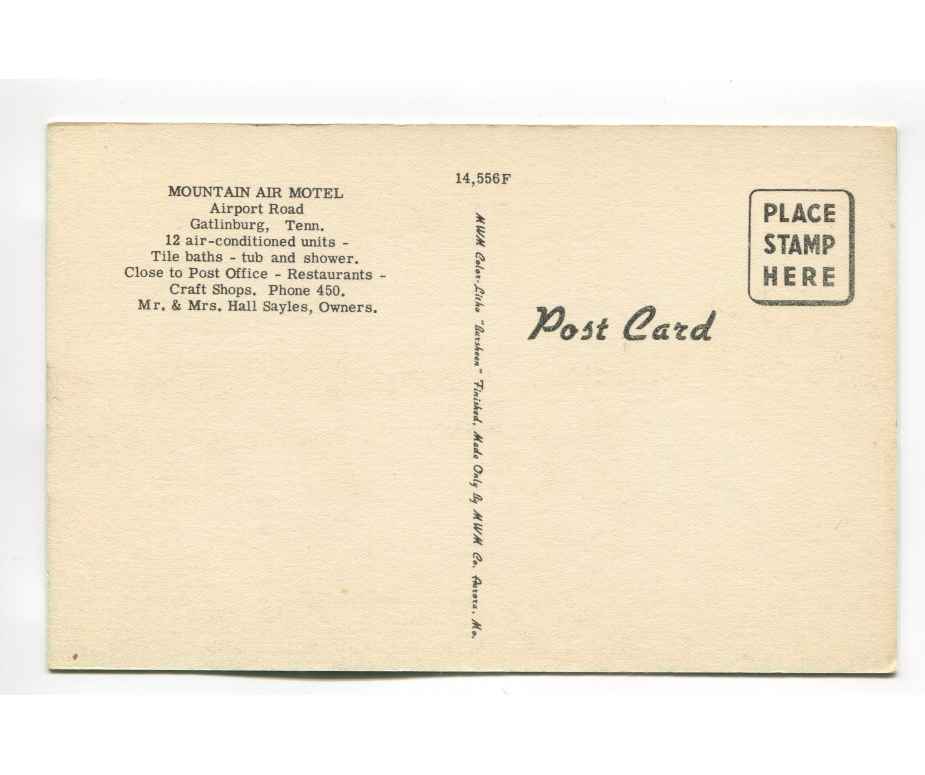 MOUNTAIN AIR MOTEL
Airport Road
Gatlinburg, Tenn.
12 air-conditioned units -
Tile baths - tub and shower.
Close to Post Office - Restaurants -
Craft Shops. Phone 450.
Mr. & Mrs. Hall Sayles, Owners.
14,556F
MWM Color-Litho "Darsheen" Finished, Made Only By MWM Co. Aurora, Mo.
Post Card
PLACE
STAMP
HERE